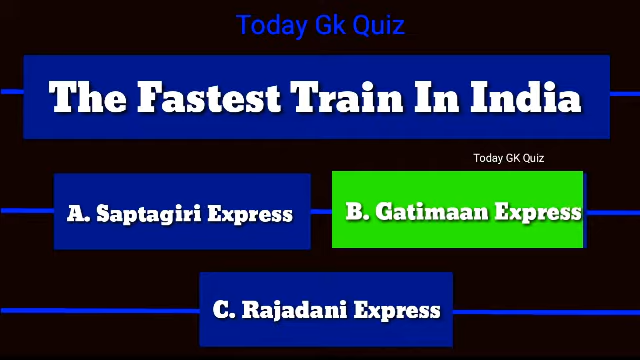 Today Gk Quiz
The Fastest Train In India
Today GK Quiz
A. Saptagiri Express
B. Gatimaan Express
C. Rajadani Express